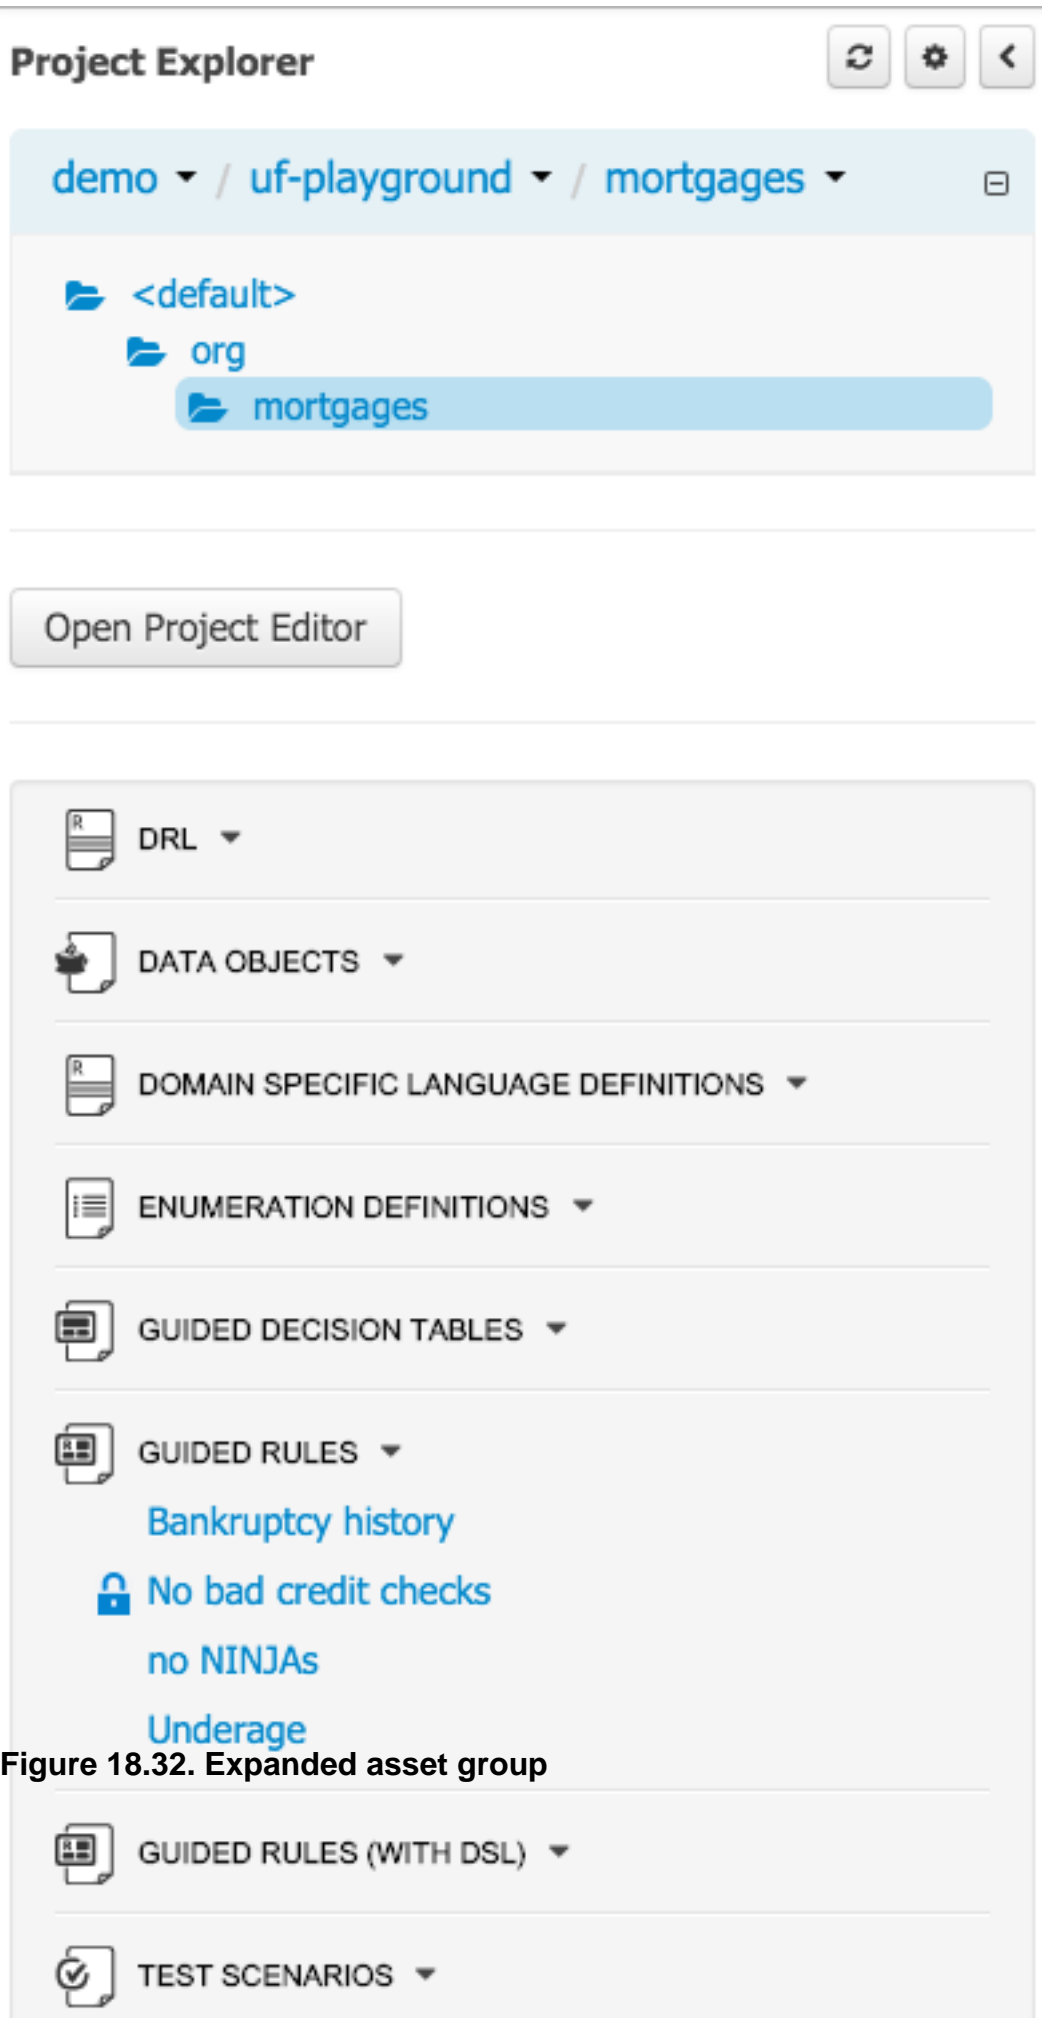 Project Explorer
demo / uf-playground / mortgages
<default>
org
mortgages
Open Project Editor
DRL
DATA OBJECTS
DOMAIN SPECIFIC LANGUAGE DEFINITIONS
ENUMERATION DEFINITIONS
GUIDED DECISION TABLES
GUIDED RULES
Bankruptcy history
No bad credit checks
no NINJAs
Underage
Figure 18.32. Expanded asset group
GUIDED RULES (WITH DSL)
TEST SCENARIOS